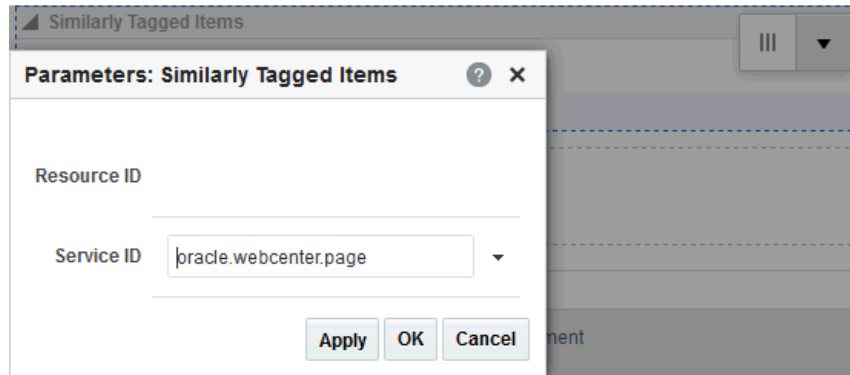 Similarly Tagged Items
Parameters: Similarly Tagged Items
Resource ID
Service ID oracle.webcenter.page
Apply OK Cancel
ment